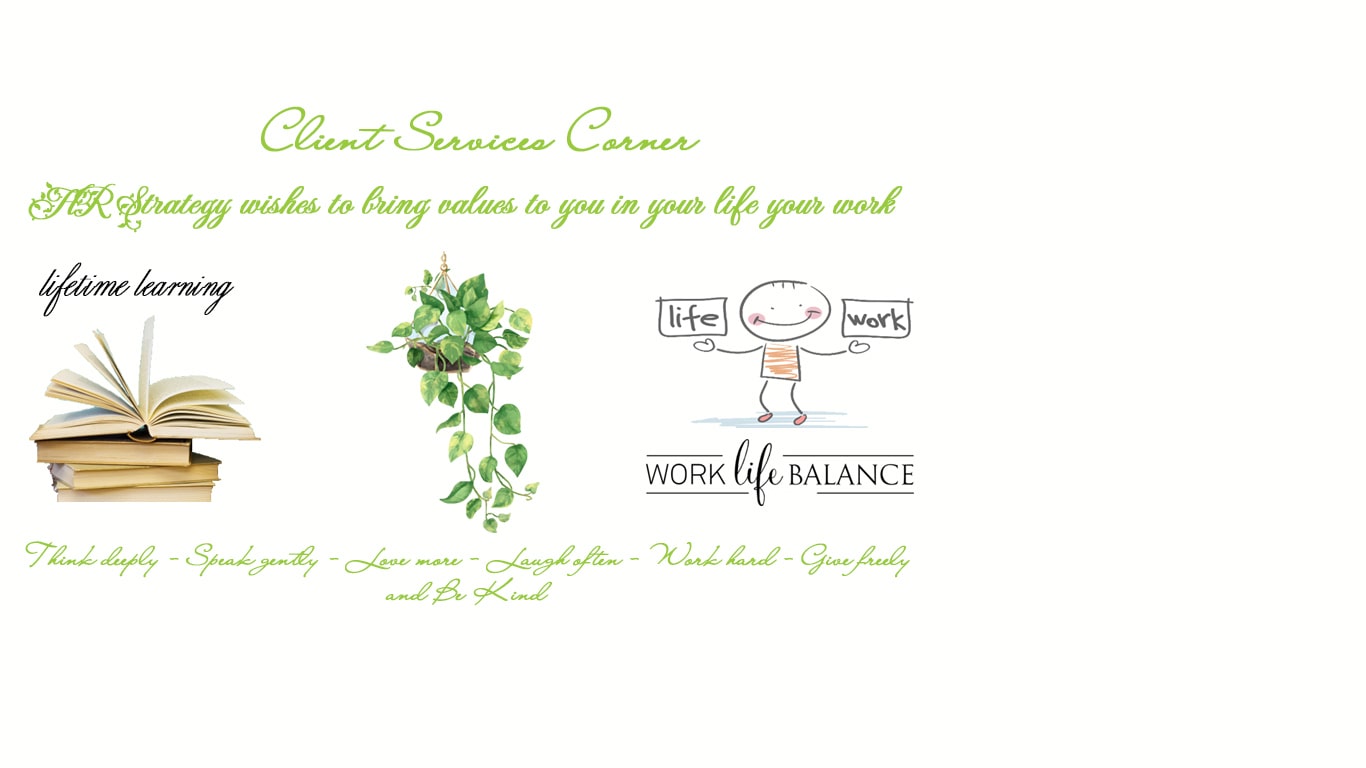 Client Services Corner
HR Strategy wishes to bring values to you in your life your work
lifetime learning
life
work
WORK life BALANCE
Think deeply - Speak gently - Love more - Laugh often - Work hard - Give freely
and Be Kind